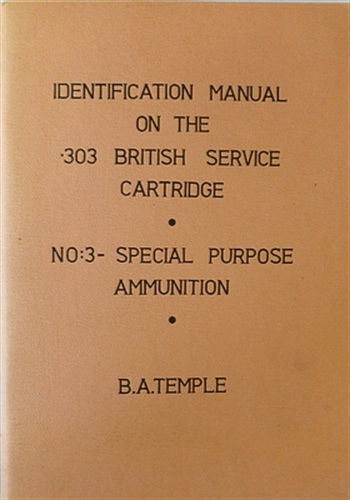 IDENTIFICATION MANUAL
ON THE
·303 BRITISH SERVICE
CARTRIDGE
•
NO:3- SPECIAL PURPOSE
AMMUNITION
•
B.A.TEMPLE